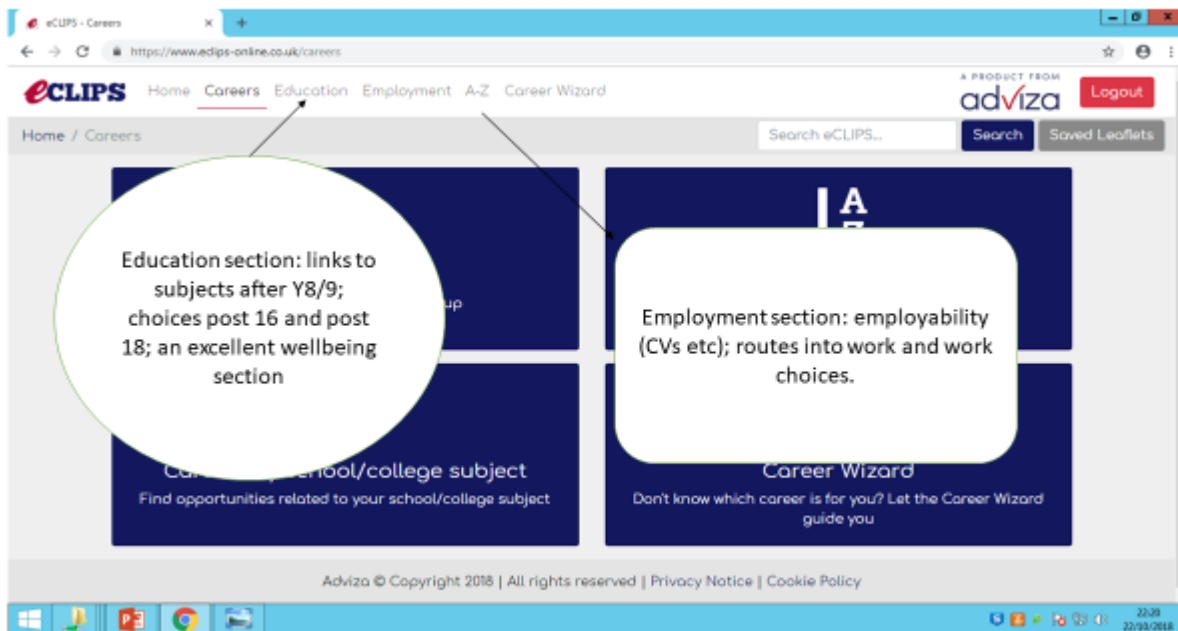 eCLIPS - Careers
https://www.eclips-online.co.uk/careers
eCLIPS Home Careers Education Employment A-Z Career Wizard
A PRODUCT FROM
adviza
Logout
Home / Careers
Search eCLIPS...
Search
Saved Leaflets
A
Education section: links to
subjects after Y8/9;
choices post 16 and post
18; an excellent wellbeing
section
up
Employment section: employability
(CVs etc); routes into work and work
choices.
school/college subject
Find opportunities related to your school/college subject
Career Wizard
Don't know which career is for you? Let the Career Wizard
guide you
Adviza © Copyright 2018 | All rights reserved | Privacy Notice | Cookie Policy
22:20
22/10/2018